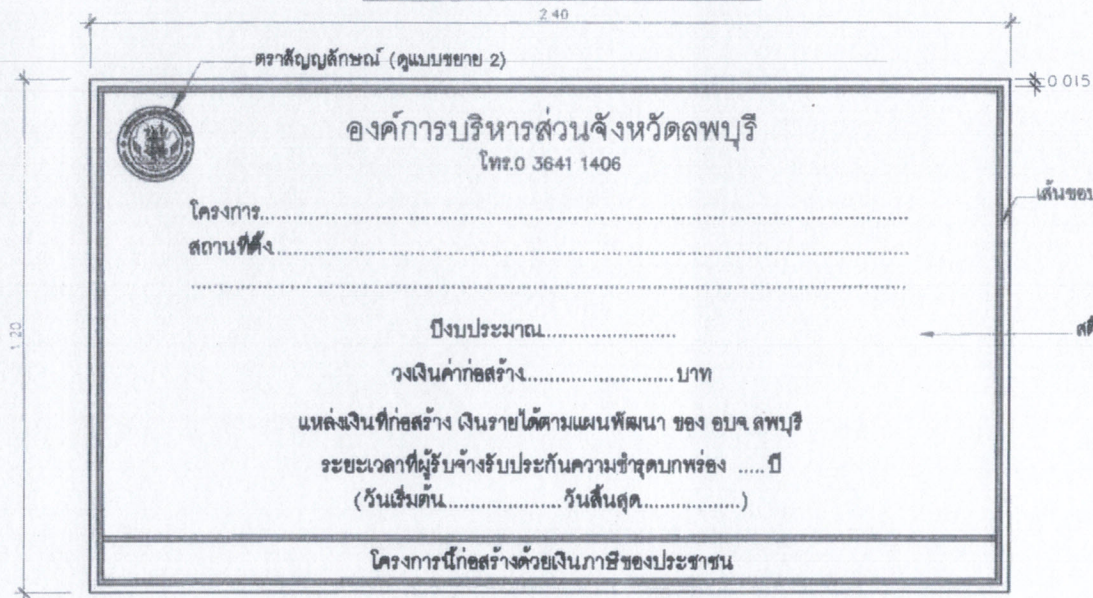 2.40
ตราสัญญลักษณ์ (ดูแบบขยาย 2)
0.015
องค์การบริหารส่วนจังหวัดลพบุรี
โทร.0 3641 1406
เส้นขอบ
โครงการ................................................
สถานที่ตั้ง................................................
................................................
1.20
ปีงบประมาณ......................
วงเงินค่าก่อสร้าง.........................บาท
แหล่งเงินที่ก่อสร้าง เงินรายได้ตามแผนพัฒนา ของ อบจ.ลพบุรี
ระยะเวลาที่ผู้รับจ้างรับประกันความชำรุดบกพร่อง .....ปี
(วันเริ่มต้น....................วันสิ้นสุด.................)
โครงการนี้ก่อสร้างด้วยเงินภาษีของประชาชน